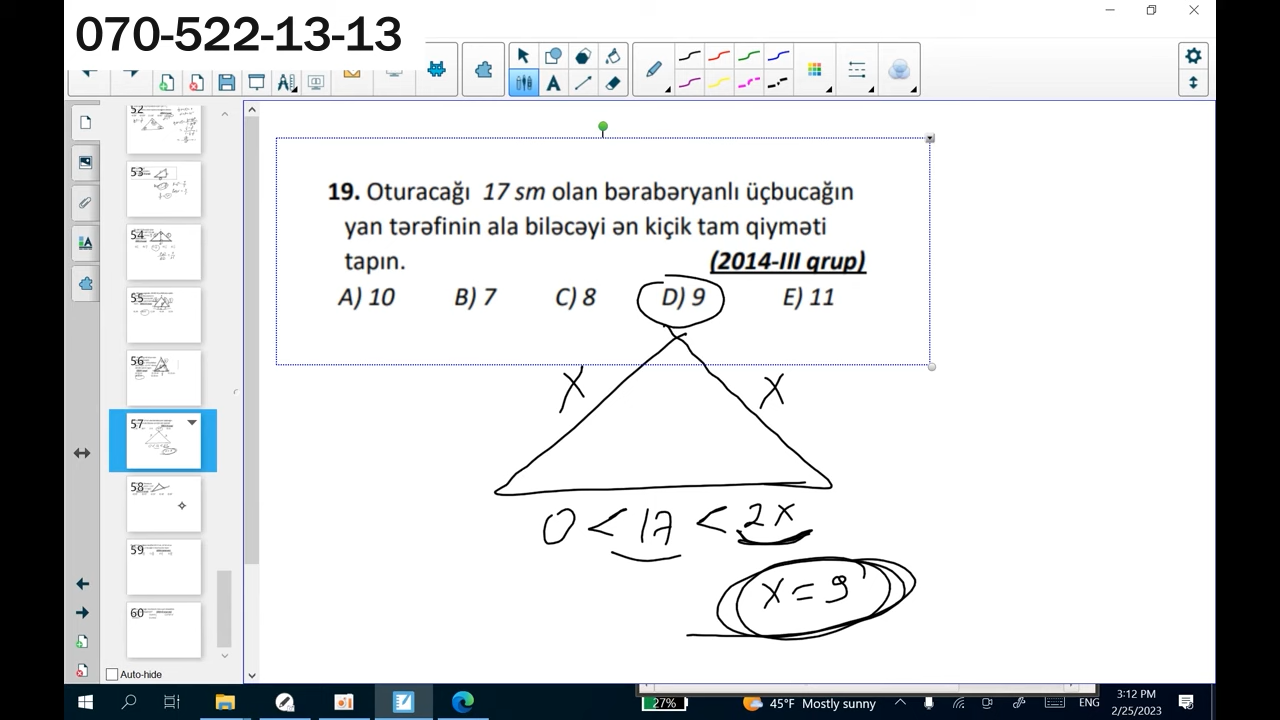 070-522-13-13
19. Oturacağı 17 sm olan bərabəryanlı üçbucağın
yan tərəfinin ala biləcəyi ən kiçik tam qiyməti
tapın. (2014-III qrup)
A) 10 B) 7 C) 8 D) 9 E) 11
X X
0 < 17 < 2X
X = 9
52
53
54
55
56
57
58
59
60
Auto-hide
27%
45°F Mostly sunny
ENG
3:12 PM
2/25/2023